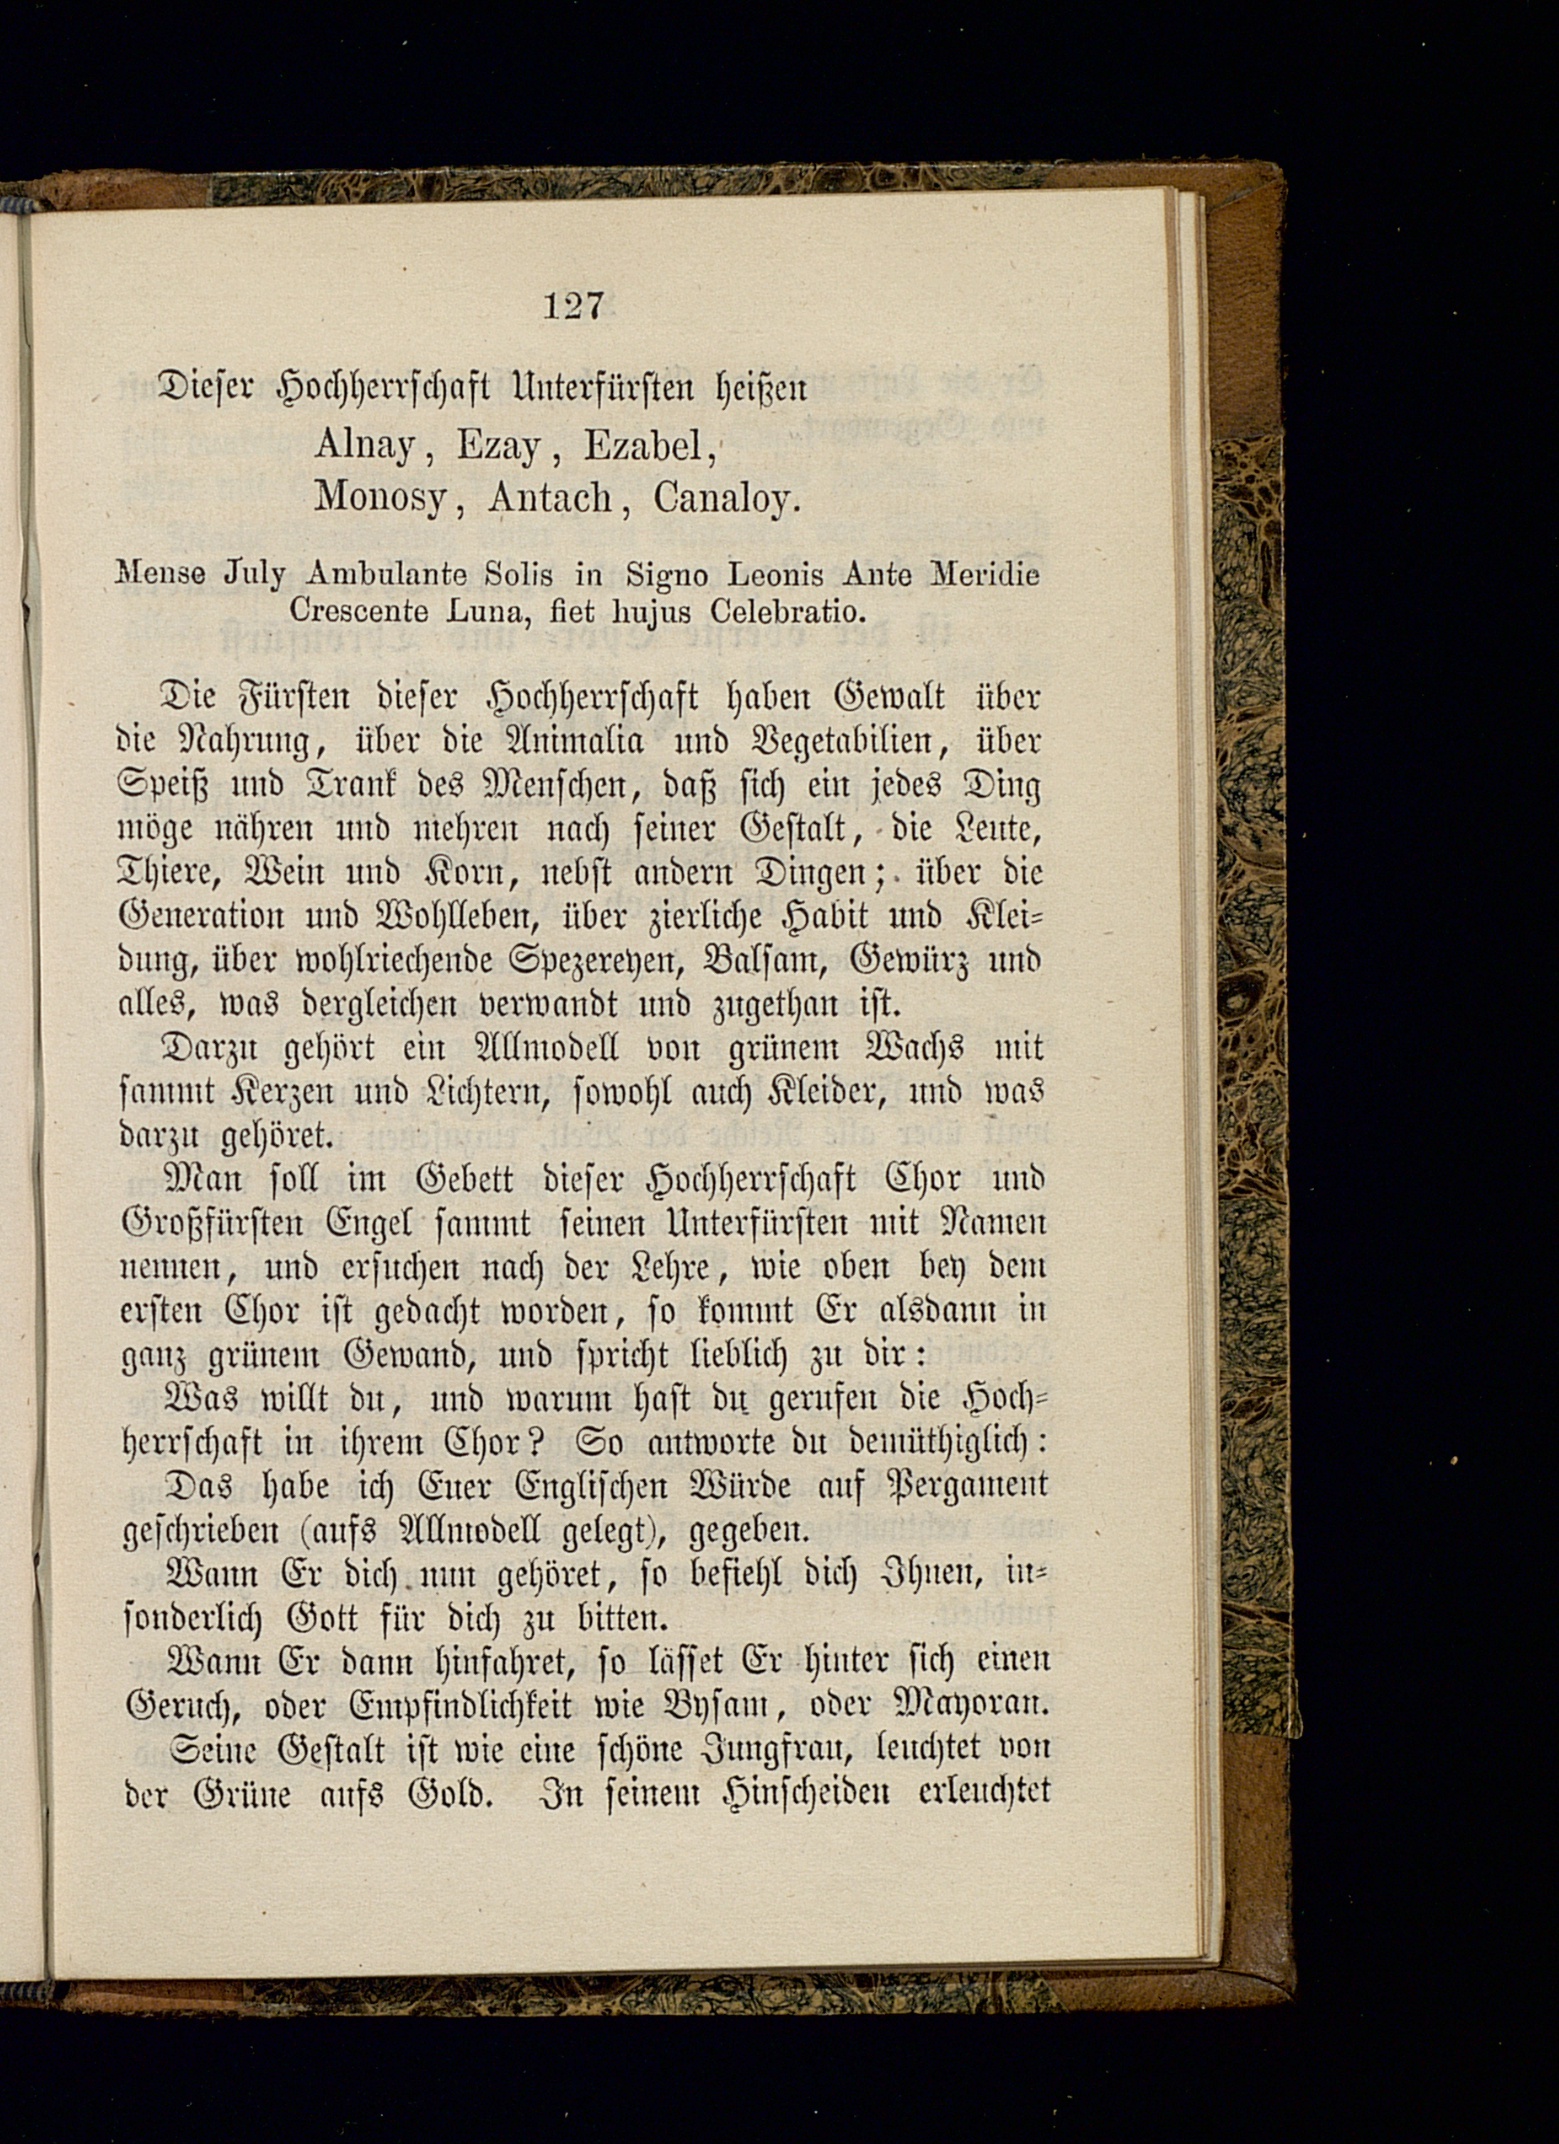 127
Dieser Hochherrschaft Unterfürsten heißen
Alnay, Ezay, Ezabel,
Monosy, Antach, Canaloy.
Mense July Ambulante Solis in Signo Leonis Ante Meridie
Crescente Luna, fiet hujus Celebratio.
Die Fürsten dieser Hochherrschaft haben Gewalt über
die Nahrung, über die Animalia und Vegetabilien, über
Speiß und Trank des Menschen, daß sich ein jedes Ding
möge nähren und mehren nach seiner Gestalt, die Leute,
Thiere, Wein und Korn, nebst andern Dingen; über die
Generation und Wohlleben, über zierliche Habit und Klei-
dung, über wohlriechende Spezereyen, Balsam, Gewürz und
alles, was dergleichen verwandt und zugethan ist.
Darzu gehört ein Allmodell von grünem Wachs mit
sammt Kerzen und Lichtern, sowohl auch Kleider, und was
darzu gehöret.
Man soll im Gebett dieser Hochherrschaft Chor und
Großfürsten Engel sammt seinen Unterfürsten mit Namen
nennen, und ersuchen nach der Lehre, wie oben bey dem
ersten Chor ist gedacht worden, so kommt Er alsdann in
ganz grünem Gewand, und spricht lieblich zu dir:
Was willt du, und warum hast du gerufen die Hoch-
herrschaft in ihrem Chor? So antworte du demüthiglich:
Das habe ich Euer Englischen Würde auf Pergament
geschrieben (aufs Allmodell gelegt), gegeben.
Wann Er dich nun gehöret, so befiehl dich Ihnen, in-
sonderlich Gott für dich zu bitten.
Wann Er dann hinfahret, so lässet Er hinter sich einen
Geruch, oder Empfindlichkeit wie Bysam, oder Mayoran.
Seine Gestalt ist wie eine schöne Jungfrau, leuchtet von
der Grüne aufs Gold. In seinem Hinscheiden erleuchtet